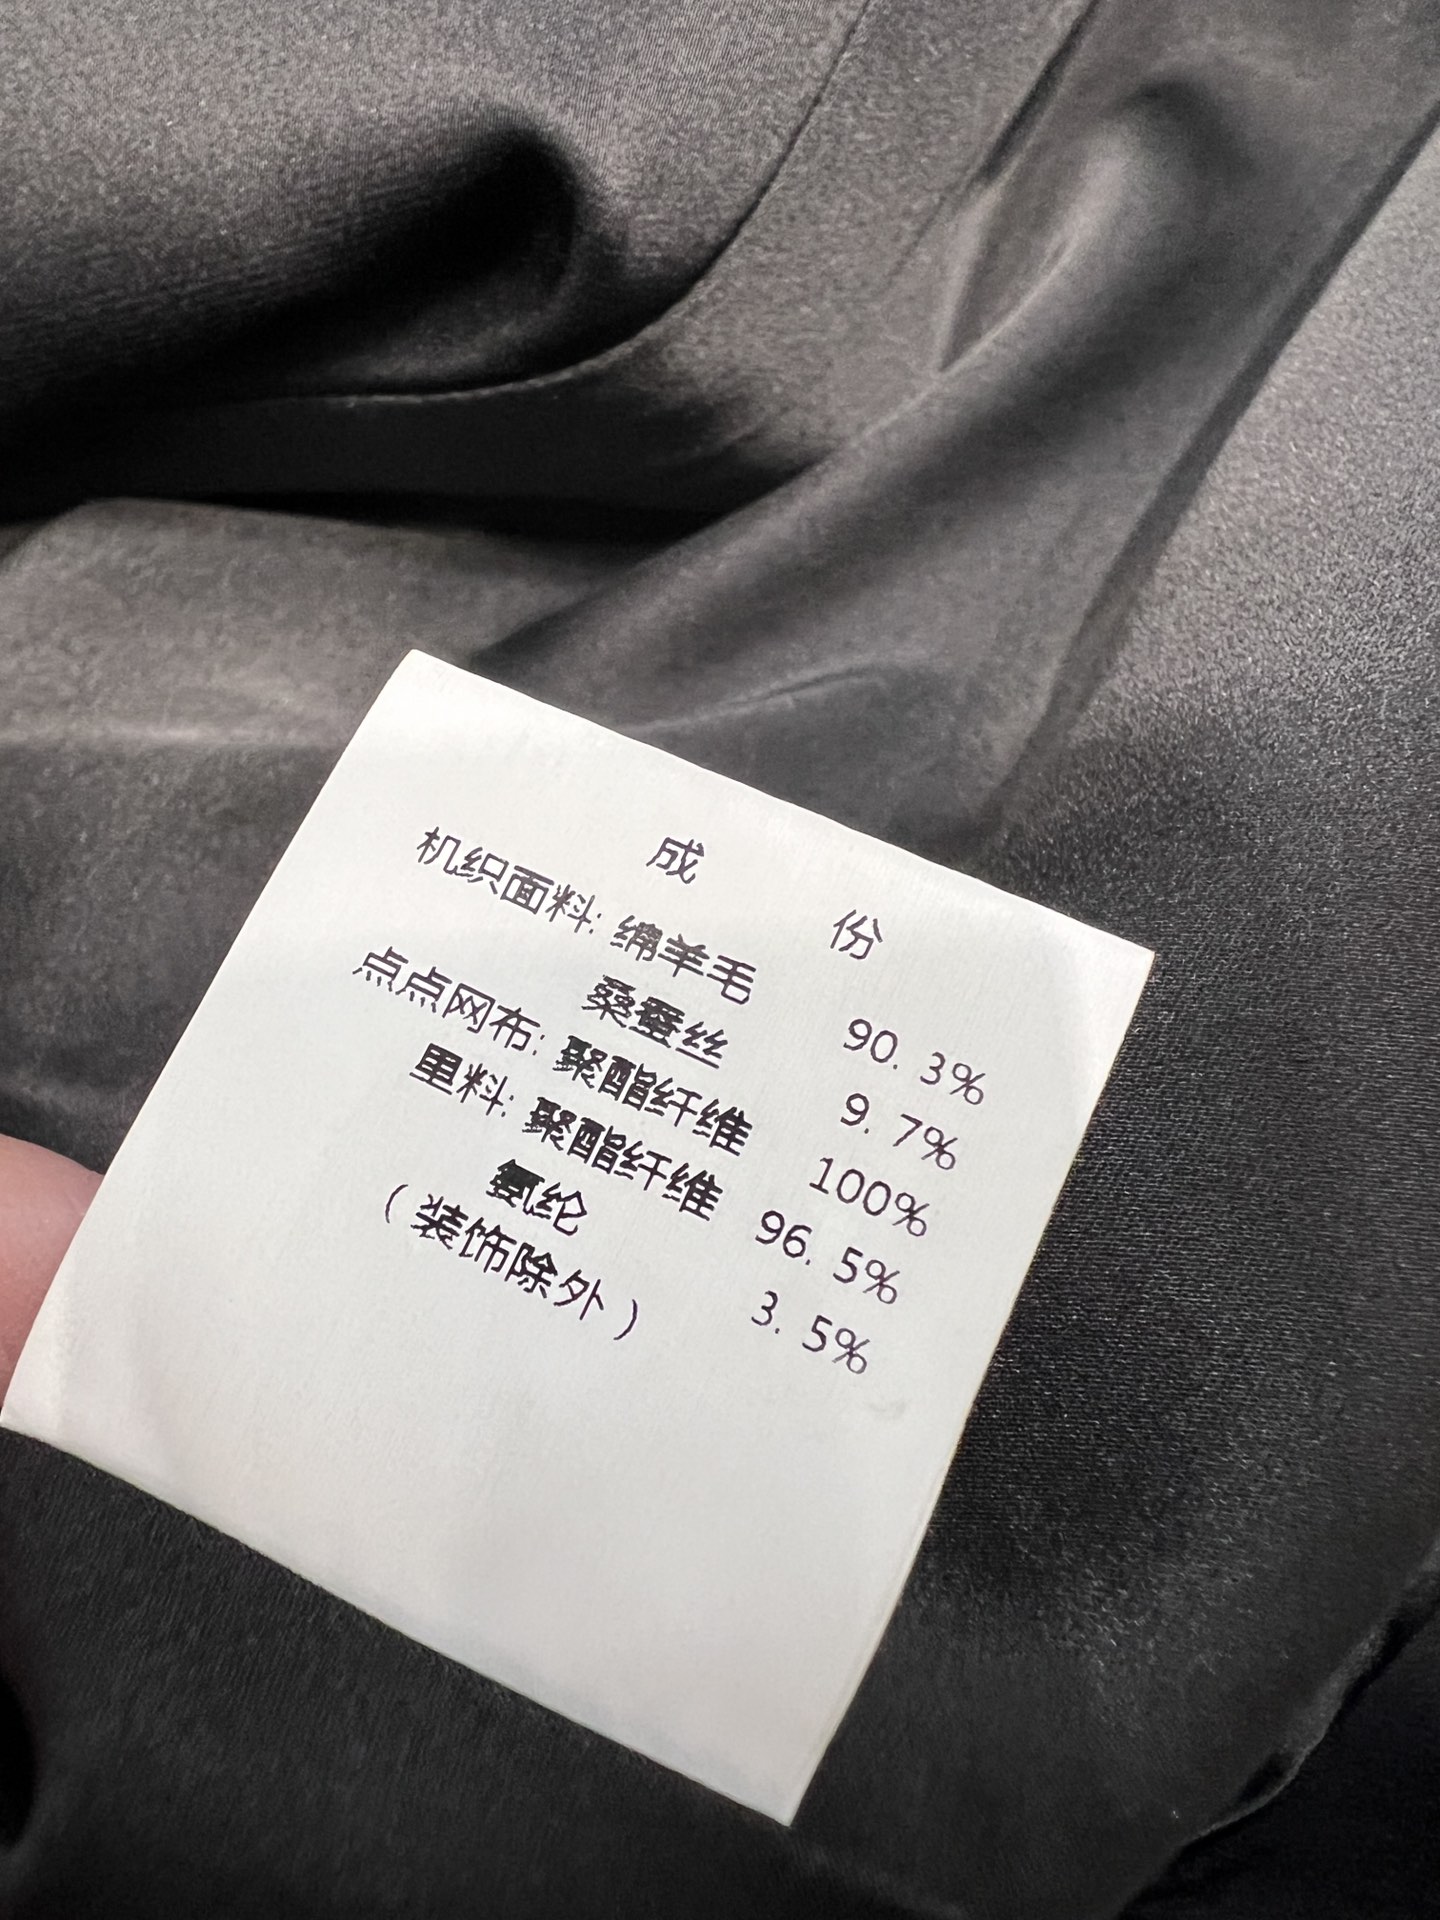 成 份
机织面料: 绵羊毛 90.3%
桑蚕丝 9.7%
点点网布: 聚酯纤维 100%
里料: 聚酯纤维 96.5%
氨纶 3.5%
(装饰除外)